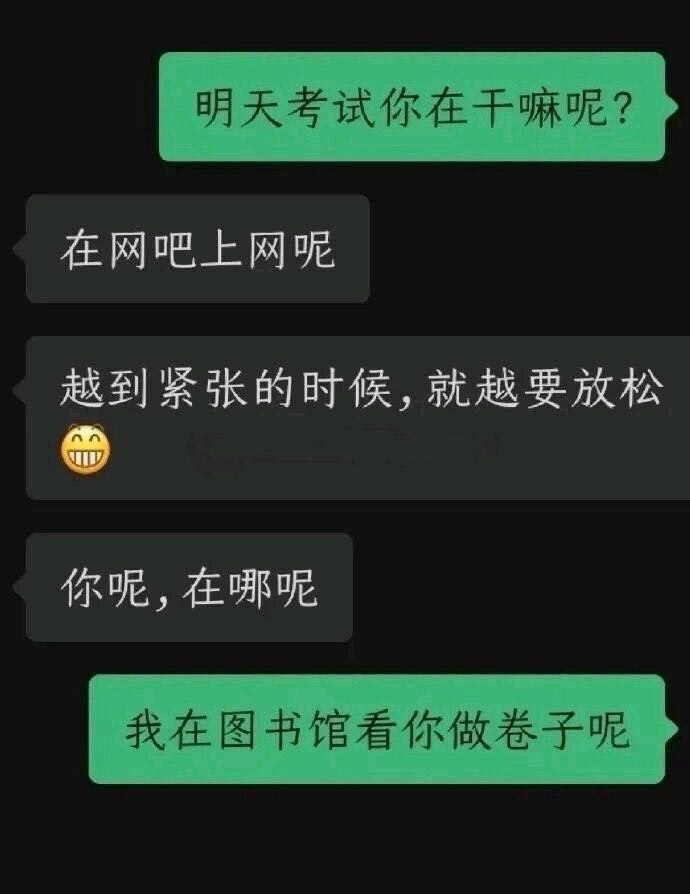 明天考试你在干嘛呢？
在网吧上网呢
越到紧张的时候，就越要放松
😁
你呢，在哪呢
我在图书馆看你做卷子呢